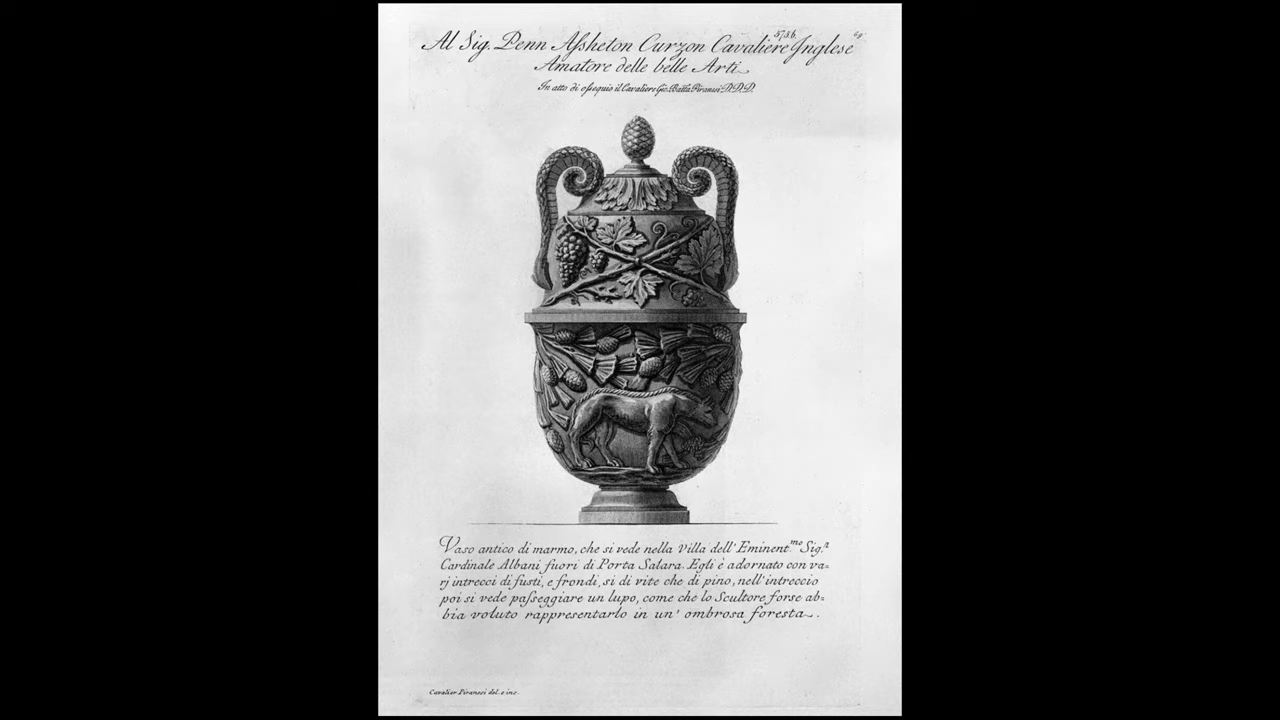 Al Sig. Penn Aſsheton Curzon Cavaliere Inglese
Amatore delle belle Arti
In atto di oſsequio il Cavaliere Gio. Batta Piranesi D.D.D.
Vaso antico di marmo, che si vede nella Villa dell' Eminent.mo Sig.r
Cardinale Albani fuori di Porta Salara. Egli è adornato con va=
rj intrecci di fusti, e frondi, si di vite che di pino, nell'intreccio
poi si vede paſseggiare un lupo, come che lo Scultore forse ab=
bia voluto rappresentarlo in un' ombrosa foresta.
Cavalier Piranesi del. e inc.